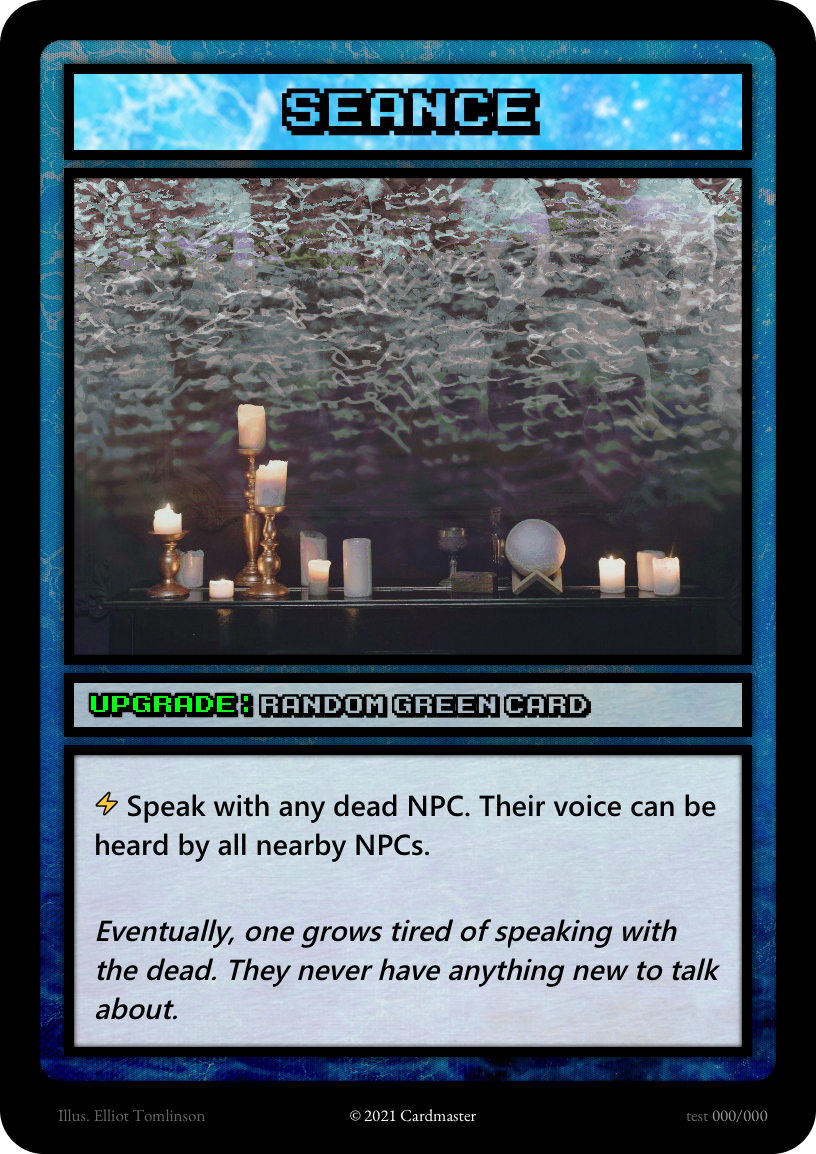 SEANCE
UPGRADE: RANDOM GREEN CARD
⚡ Speak with any dead NPC. Their voice can be
heard by all nearby NPCs.
Eventually, one grows tired of speaking with
the dead. They never have anything new to talk
about.
Illus. Elliot Tomlinson
© 2021 Cardmaster
test 000/000